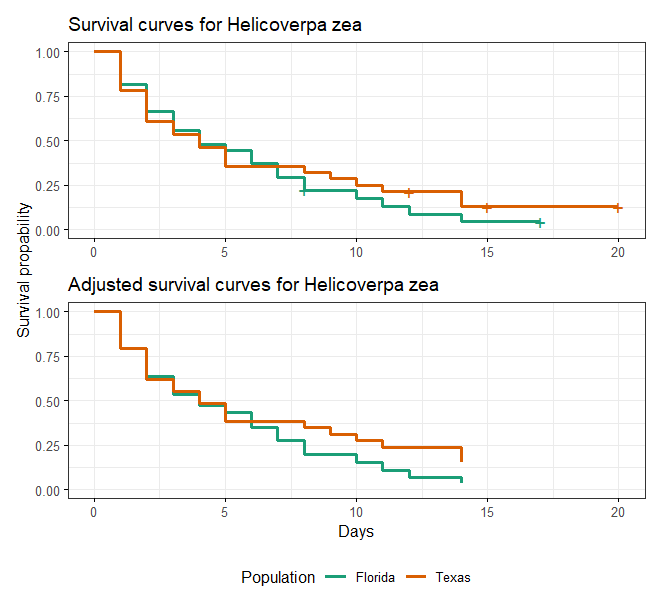 Survival curves for Helicoverpa zea
1.00
0.75
0.50
0.25
0.00
0 5 10 15 20
Survival propability
Adjusted survival curves for Helicoverpa zea
1.00
0.75
0.50
0.25
0.00
0 5 10 15 20
Days
Population Florida Texas